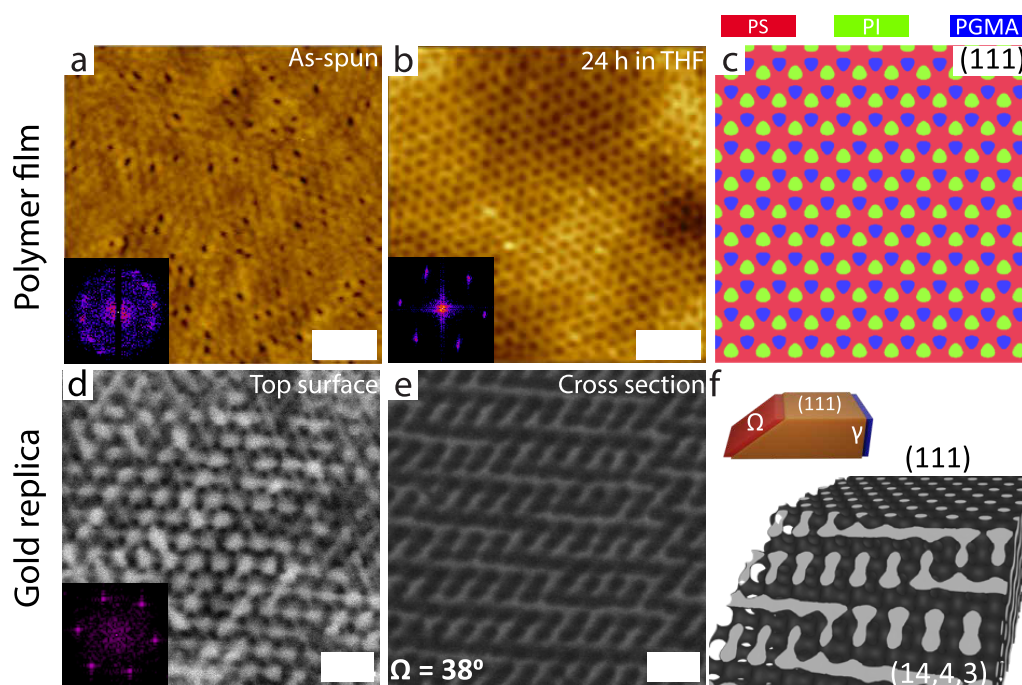 PS PI PGMA
a As-spun
b 24 h in THF
c (111)
Polymer film
d Top surface
e Cross section
f
(111)
Ω
γ
(111)
Gold replica
Ω = 38º
(14,4,3)